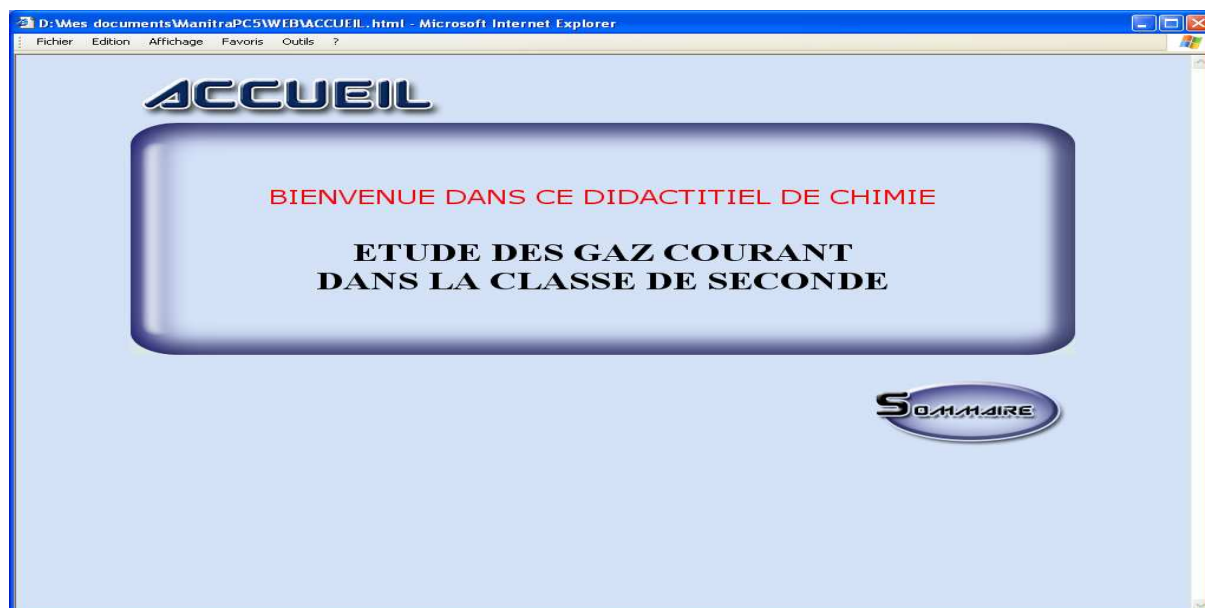 D:\Mes documents\ManitraPC5\WEB\ACCUEIL.html - Microsoft Internet Explorer
Fichier Edition Affichage Favoris Outils ?
ACCUEIL
BIENVENUE DANS CE DIDACTITIEL DE CHIMIE
ETUDE DES GAZ COURANT
DANS LA CLASSE DE SECONDE
SOMMAIRE